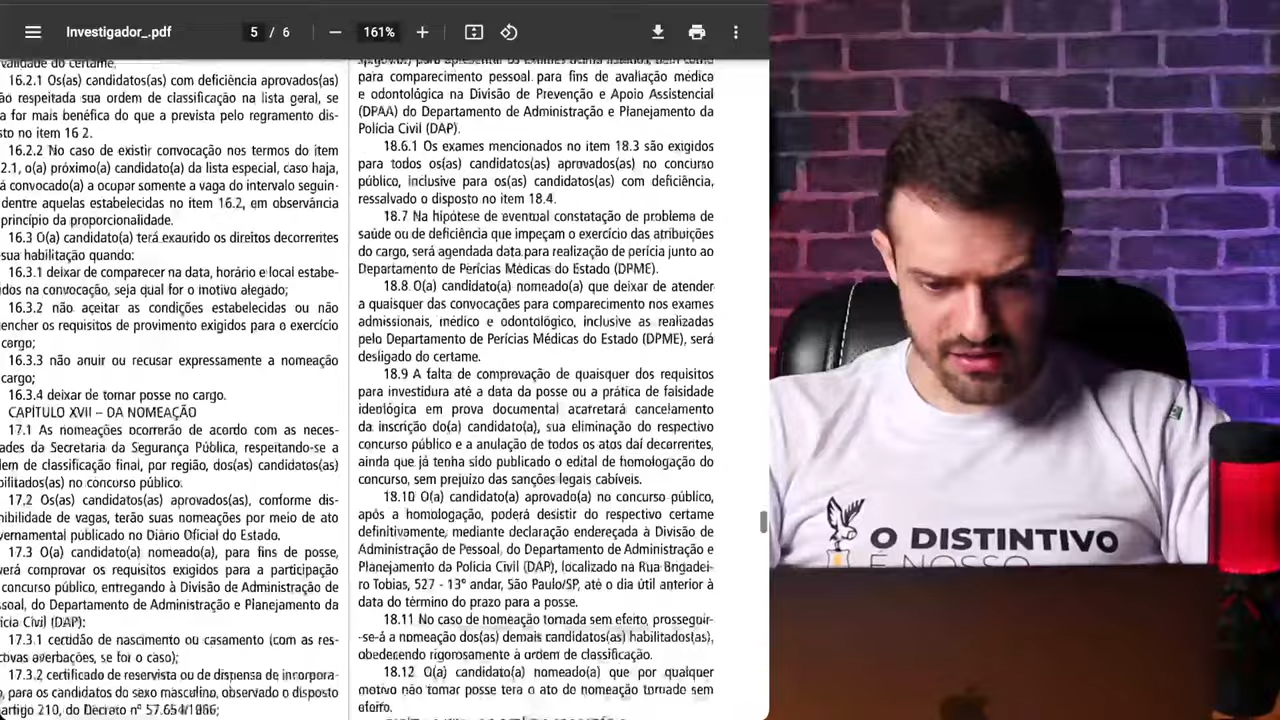 Investigador_.pdf
5 / 6
161%
validade do certame.
16.2.1 Os(as) candidatos(as) com deficiência aprovados(as)
ão respeitada sua ordem de classificação na lista geral, se
a for mais benéfica do que a prevista pelo regramento dis-
sto no item 16 2.
16.2.2 No caso de existir convocação nos termos do item
2.1, o(a) próximo(a) candidato(a) da lista especial, caso haja,
á convocado(a) a ocupar somente a vaga do intervalo seguin-
dentre aquelas estabelecidas no item 16.2, em observância
princípio da proporcionalidade.
16.3 O(a) candidato(a) terá exaurido os direitos decorrentes
sua habilitação quando:
16.3.1 deixar de comparecer na data, horário e local estabe-
idos na convocação, seja qual for o motivo alegado;
16.3.2 não aceitar as condições estabelecidas ou não
encher os requisitos de provimento exigidos para o exercício
cargo;
16.3.3 não anuir ou recusar expressamente a nomeação
cargo;
16.3.4 deixar de tomar posse no cargo.
CAPÍTULO XVII – DA NOMEAÇÃO
17.1 As nomeações ocorrerão de acordo com as neces-
ades da Secretaria da Segurança Pública, respeitando-se a
em de classificação final, por região, dos(as) candidatos(as)
ilitados(as) no concurso público.
17.2 Os(as) candidatos(as) aprovados(as), conforme dis-
nibilidade de vagas, terão suas nomeações por meio de ato
vernamental publicado no Diário Oficial do Estado.
17.3 O(a) candidato(a) nomeado(a), para fins de posse,
verá comprovar os requisitos exigidos para a participação
concurso público, entregando à Divisão de Administração de
soal, do Departamento de Administração e Planejamento da
ícia Civil (DAP):
17.3.1 certidão de nascimento ou casamento (com as res-
ctivas averbações, se for o caso);
17.3.2 certificado de reservista ou de dispensa de incorpora-
, para os candidatos do sexo masculino, observado o disposto
artigo 210, do Decreto nº 57.654/1966;
para comparecimento pessoal para fins de avaliação médica
e odontológica na Divisão de Prevenção e Apoio Assistencial
(DPAA) do Departamento de Administração e Planejamento da
Polícia Civil (DAP).
18.6.1 Os exames mencionados no item 18.3 são exigidos
para todos os(as) candidatos(as) aprovados(as) no concurso
público, inclusive para os(as) candidatos(as) com deficiência,
ressalvado o disposto no item 18.4.
18.7 Na hipótese de eventual constatação de problema de
saúde ou de deficiência que impeçam o exercício das atribuições
do cargo, será agendada data para realização de perícia junto ao
Departamento de Perícias Médicas do Estado (DPME).
18.8 O(a) candidato(a) nomeado(a) que deixar de atender
a quaisquer das convocações para comparecimento nos exames
admissionais, médico e odontológico, inclusive as realizadas
pelo Departamento de Perícias Médicas do Estado (DPME), será
desligado do certame.
18.9 A falta de comprovação de quaisquer dos requisitos
para investidura até a data da posse ou a prática de falsidade
ideológica em prova documental acarretará cancelamento
da inscrição do(a) candidato(a), sua eliminação do respectivo
concurso público e a anulação de todos os atos daí decorrentes,
ainda que já tenha sido publicado o edital de homologação do
concurso, sem prejuízo das sanções legais cabíveis.
18.10 O(a) candidato(a) aprovado(a) no concurso público,
após a homologação, poderá desistir do respectivo certame
definitivamente, mediante declaração endereçada à Divisão de
Administração de Pessoal, do Departamento de Administração e
Planejamento da Polícia Civil (DAP), localizado na Rua Brigadei-
ro Tobias, 527 - 13º andar, São Paulo/SP, até o dia útil anterior à
data do término do prazo para a posse.
18.11 No caso de nomeação tornada sem efeito, prosseguir-
-se-á a nomeação dos(as) demais candidatos(as) habilitados(as),
obedecendo rigorosamente à ordem de classificação.
18.12 O(a) candidato(a) nomeado(a) que por qualquer
motivo não tomar posse terá o ato de nomeação tornado sem
efeito.
O DISTINTIVO
É NOSSO